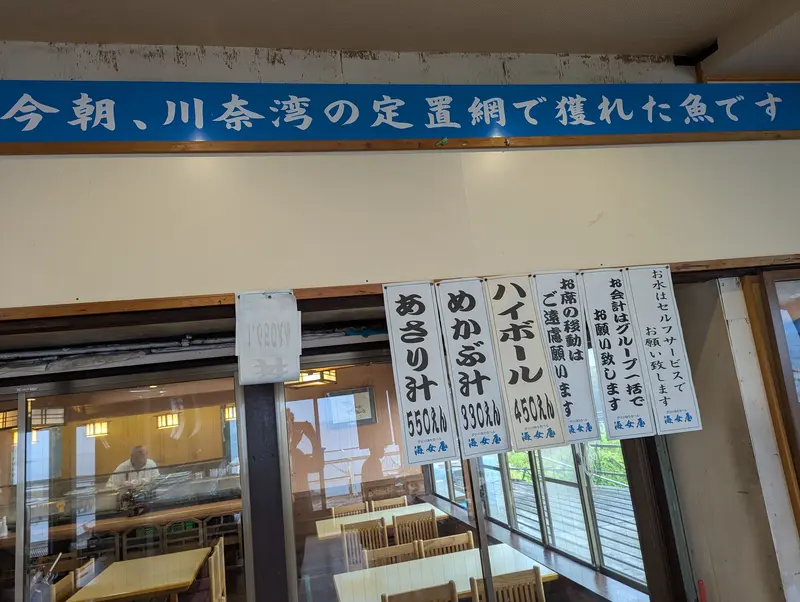 今朝、川奈湾の定置網で獲れた魚です
お水はセルフサービスで
お願い致します
お会計はグループ一括で
お願い致します
お席の移動は
ご遠慮願います
ハイボール
450えん
めかぶ汁
330えん
あさり汁
550えん
海女屋
海女屋
海女屋
海女屋
海女屋
海女屋